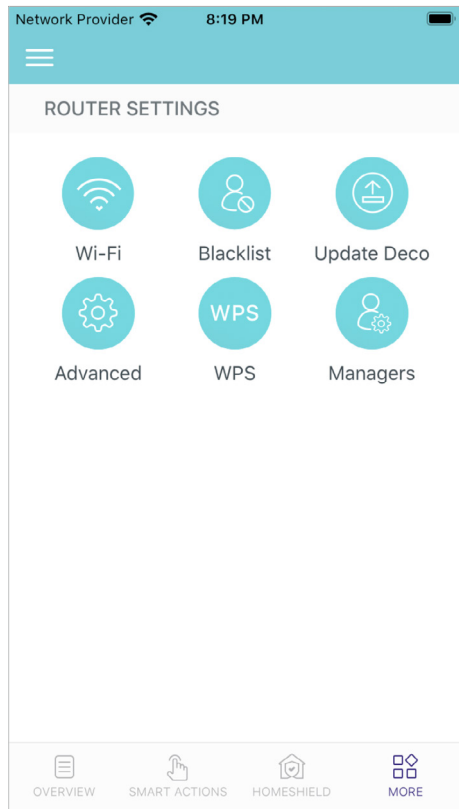 Network Provider 8:19 PM
ROUTER SETTINGS
Wi-Fi Blacklist Update Deco
WPS
Advanced WPS Managers
OVERVIEW SMART ACTIONS HOMESHIELD MORE